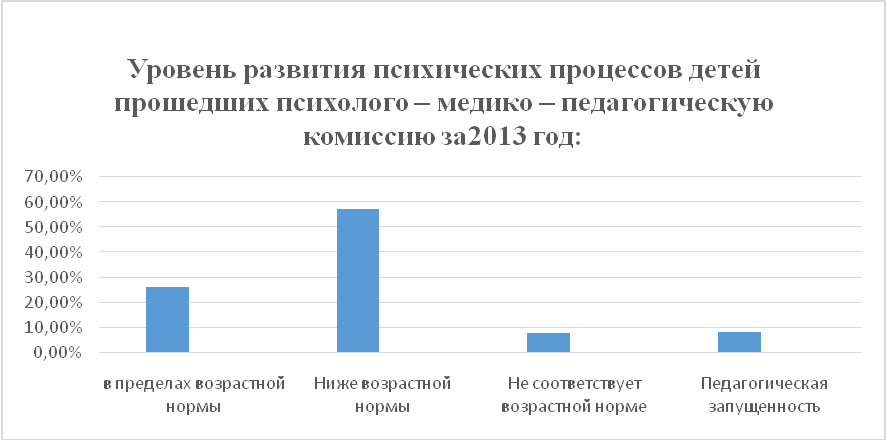 Уровень развития психических процессов детей
прошедших психолого – медико – педагогическую
комиссию за2013 год:
70,00%
60,00%
50,00%
40,00%
30,00%
20,00%
10,00%
0,00%
в пределах возрастной
нормы
Ниже возрастной
нормы
Не соответствует
возрастной норме
Педагогическая
запущенность